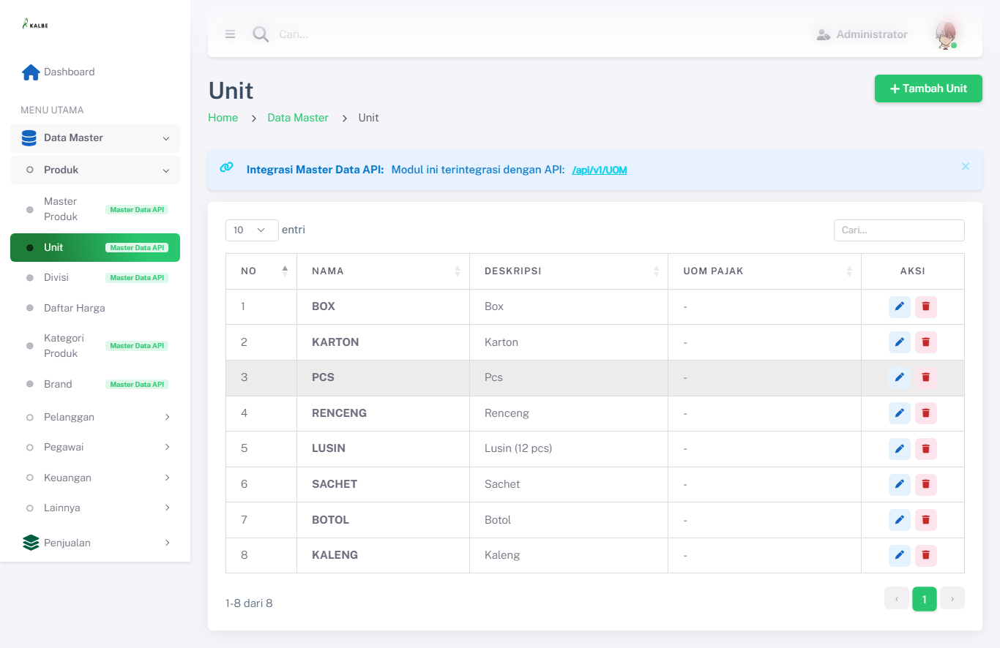 KALBE
Dashboard
MENU UTAMA
Data Master
Produk
Master
Produk
Master Data API
Unit
Master Data API
Divisi
Master Data API
Daftar Harga
Kategori
Produk
Master Data API
Brand
Master Data API
Pelanggan
Pegawai
Keuangan
Lainnya
Penjualan
Cari...
Administrator
Unit
+ Tambah Unit
Home > Data Master > Unit
Integrasi Master Data API: Modul ini terintegrasi dengan API: /api/v1/UOM
10 entri
Cari...
NO NAMA DESKRIPSI UOM PAJAK AKSI
1 BOX Box -
2 KARTON Karton -
3 PCS Pcs -
4 RENCENG Renceng -
5 LUSIN Lusin (12 pcs) -
6 SACHET Sachet -
7 BOTOL Botol -
8 KALENG Kaleng -
1-8 dari 8
‹ 1 ›